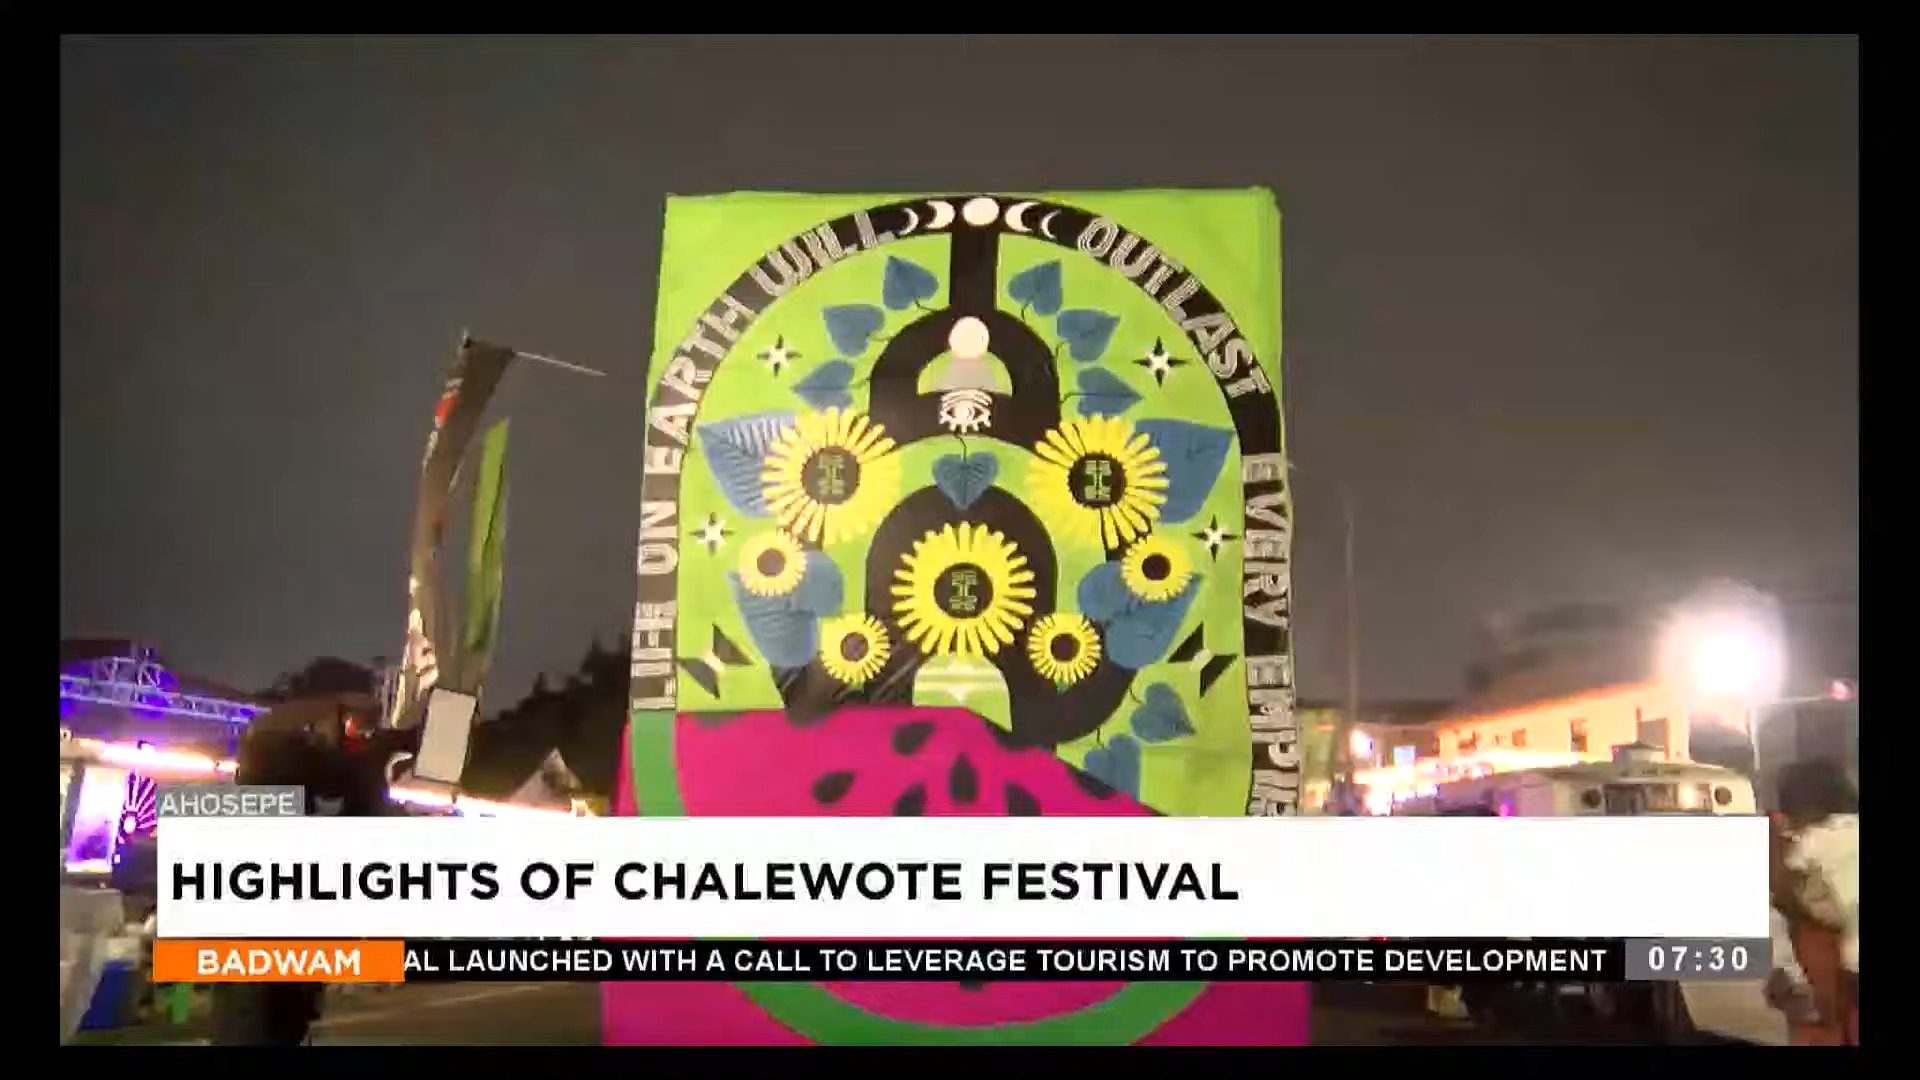 LIFE ON EARTH WILL OUTLAST EVERY EMPIR
AHOSEPE
HIGHLIGHTS OF CHALEWOTE FESTIVAL
BADWAM
AL LAUNCHED WITH A CALL TO LEVERAGE TOURISM TO PROMOTE DEVELOPMENT
07:30